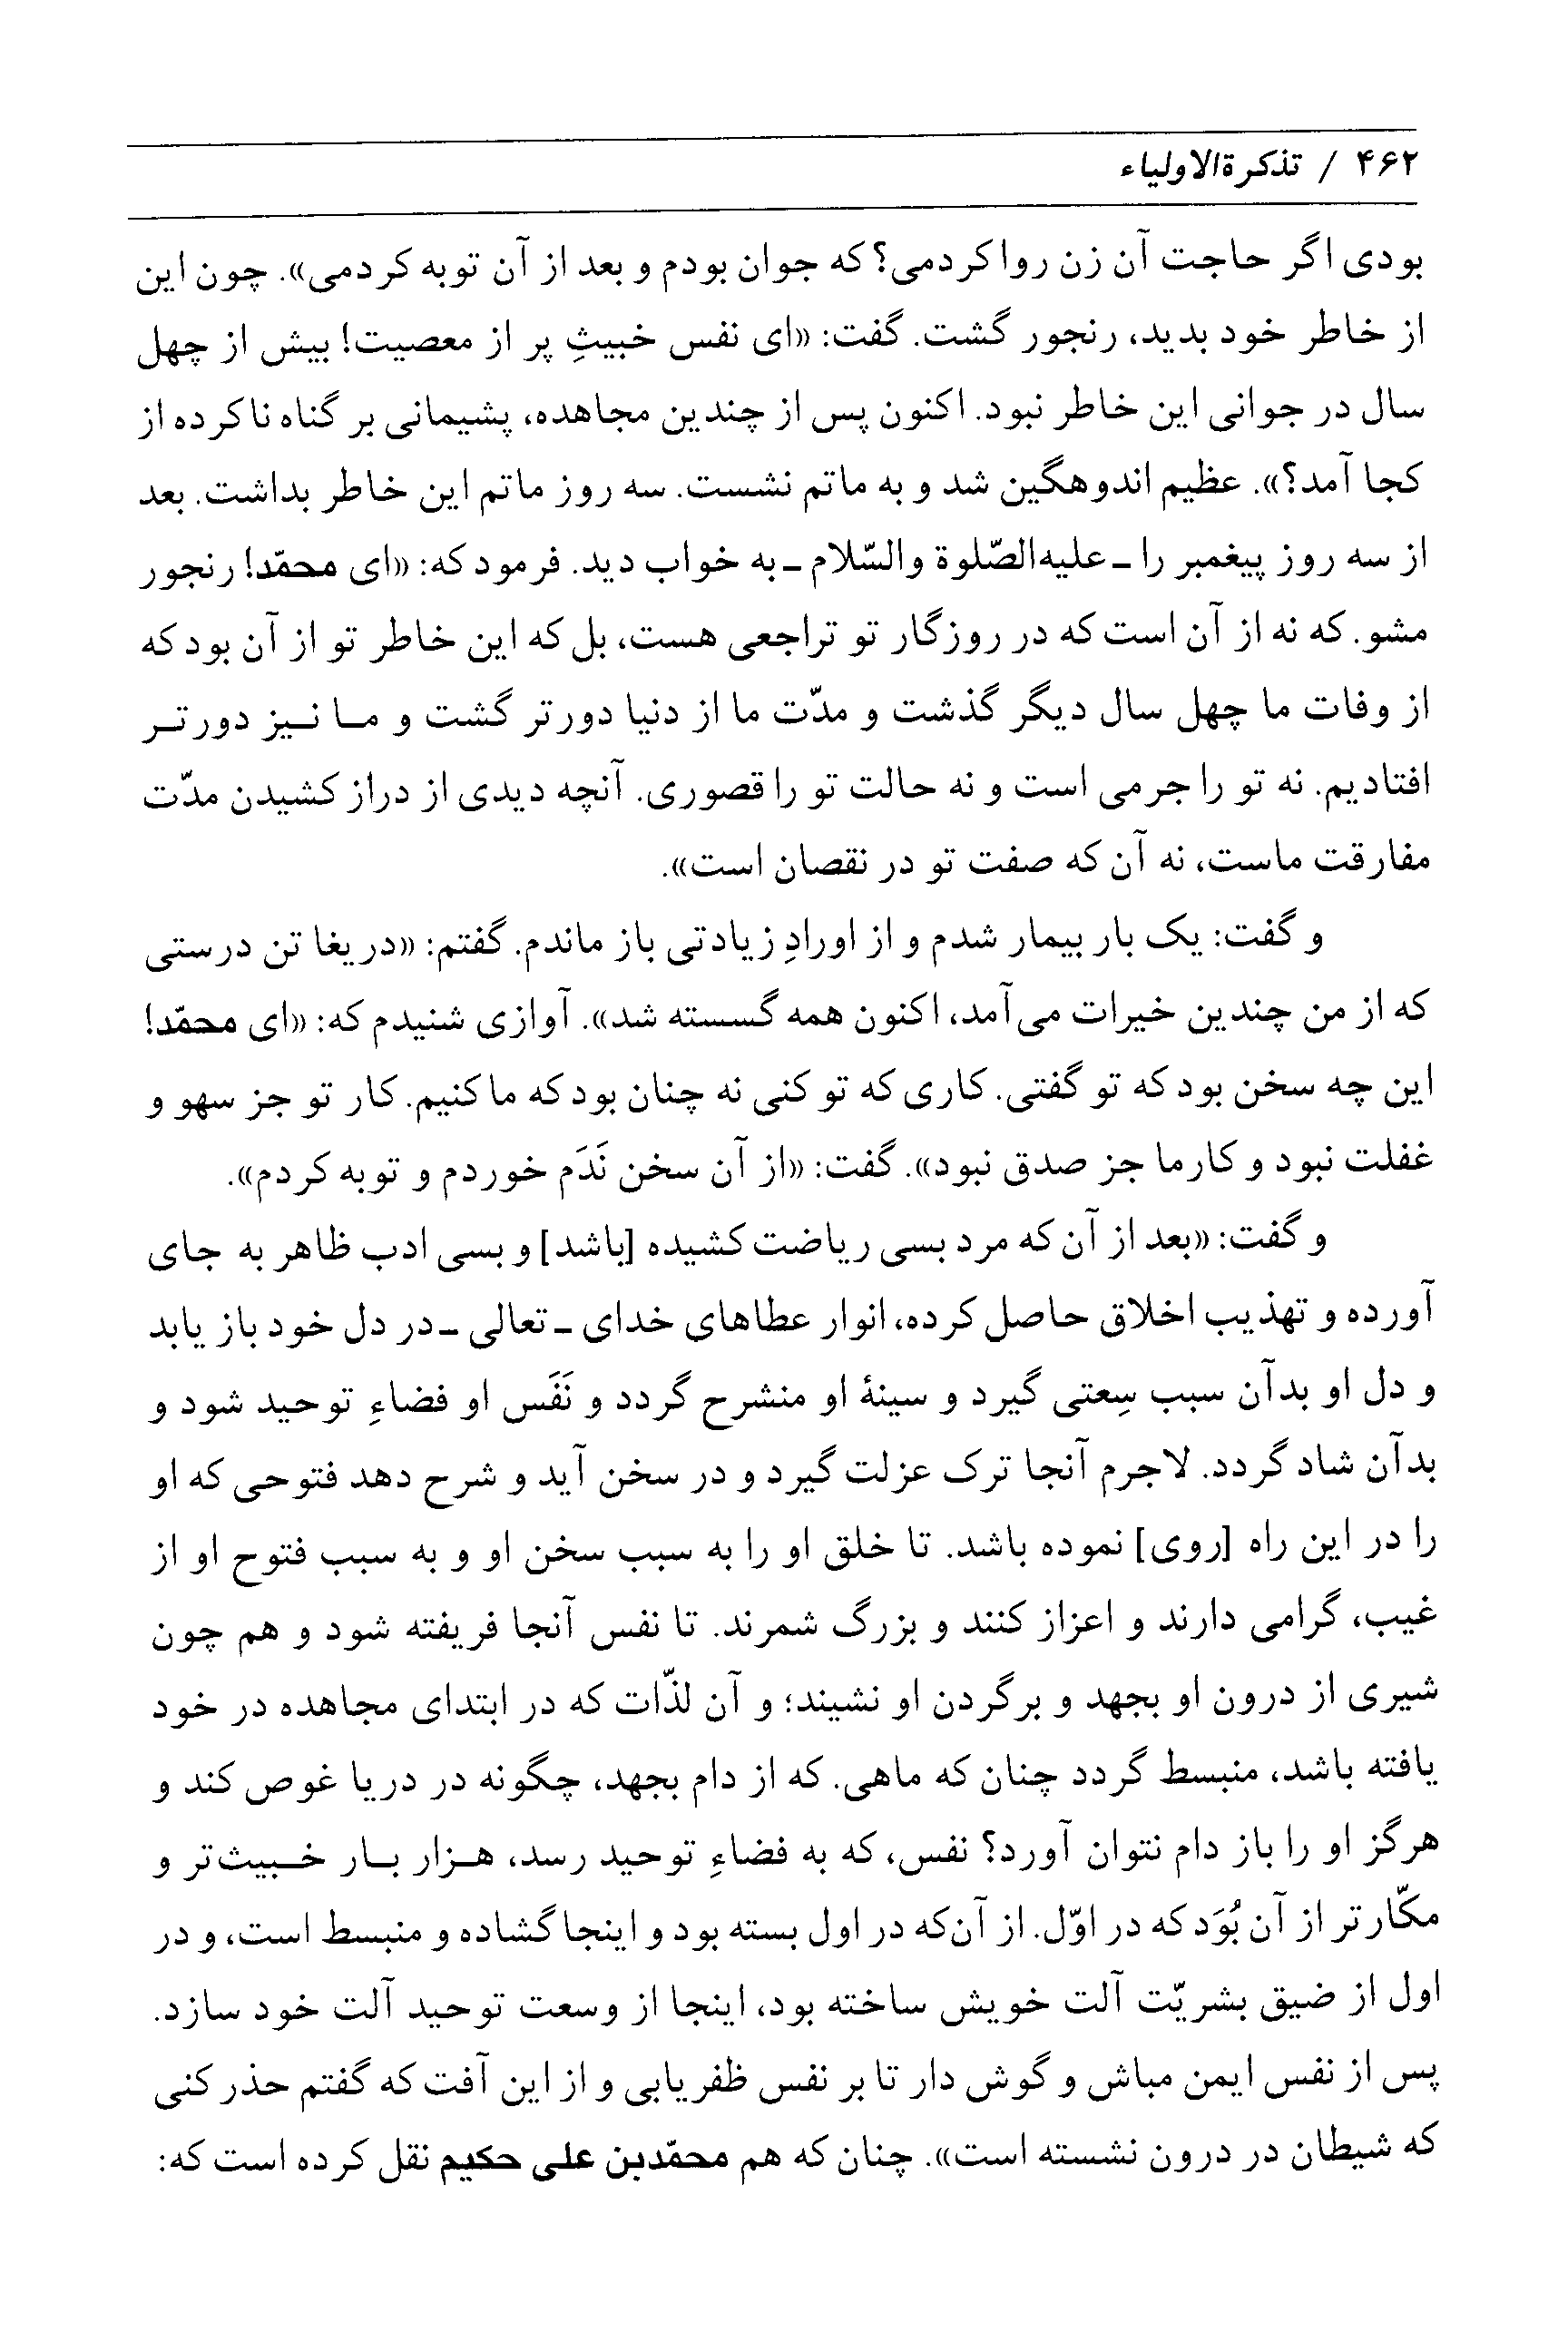 ۴۶۲ / تذکرةالاولیاء
بودی اگر حاجت آن زن روا کردمی؟ که جوان بودم و بعد از آن توبه کردمی». چون این
از خاطر خود بدید، رنجور گشت. گفت: «ای نفس خبیثِ پر از معصیت! بیش از چهل
سال در جوانی این خاطر نبود. اکنون پس از چندین مجاهده، پشیمانی بر گناه ناکرده از
کجا آمد؟». عظیم اندوهگین شد و به ماتم نشست. سه روز ماتم این خاطر بداشت. بعد
از سه روز پیغمبر را ـ علیه‌الصّلوة والسّلام ـ به خواب دید. فرمود که: «ای محمّد! رنجور
مشو. که نه از آن است که در روزگار تو تراجعی هست، بل که این خاطر تو از آن بود که
از وفات ما چهل سال دیگر گذشت و مدّت ما از دنیا دورتر گشت و ما نیز دورتر
افتادیم. نه تو را جرمی است و نه حالت تو را قصوری. آنچه دیدی از دراز کشیدن مدّت
مفارقت ماست، نه آن که صفت تو در نقصان است».
و گفت: یک بار بیمار شدم و از اورادِ زیادتی باز ماندم. گفتم: «دریغا تن درستی
که از من چندین خیرات می‌آمد، اکنون همه گسسته شد». آوازی شنیدم که: «ای محمّد!
این چه سخن بود که تو گفتی. کاری که تو کنی نه چنان بود که ما کنیم. کار تو جز سهو و
غفلت نبود و کار ما جز صدق نبود». گفت: «از آن سخن نَدَم خوردم و توبه کردم».
و گفت: «بعد از آن که مرد بسی ریاضت کشیده [باشد] و بسی ادب ظاهر به جای
آورده و تهذیب اخلاق حاصل کرده، انوار عطاهای خدای ـ تعالی ـ در دل خود باز یابد
و دل او بدآن سبب سِعتی گیرد و سینۀ او منشرح گردد و نَفَس او فضاءِ توحید شود و
بدآن شاد گردد. لاجرم آنجا ترک عزلت گیرد و در سخن آید و شرح دهد فتوحی که او
را در این راه [روی] نموده باشد. تا خلق او را به سبب سخن او و به سبب فتوح او از
غیب، گرامی دارند و اعزاز کنند و بزرگ شمرند. تا نفس آنجا فریفته شود و هم چون
شیری از درون او بجهد و برگردن او نشیند؛ و آن لذّات که در ابتدای مجاهده در خود
یافته باشد، منبسط گردد چنان که ماهی. که از دام بجهد، چگونه در دریا غوص کند و
هرگز او را باز دام نتوان آورد؟ نفس، که به فضاءِ توحید رسد، هزار بار خبیث‌تر و
مکّارتر از آن بُوَد که در اوّل. از آن‌که در اول بسته بود و اینجا گشاده و منبسط است، و در
اول از ضیق بشریّت آلت خویش ساخته بود، اینجا از وسعت توحید آلت خود سازد.
پس از نفس ایمن مباش و گوش دار تا بر نفس ظفر یابی و از این آفت که گفتم حذر کنی
که شیطان در درون نشسته است». چنان که هم محمّدبن علی حکیم نقل کرده است که: